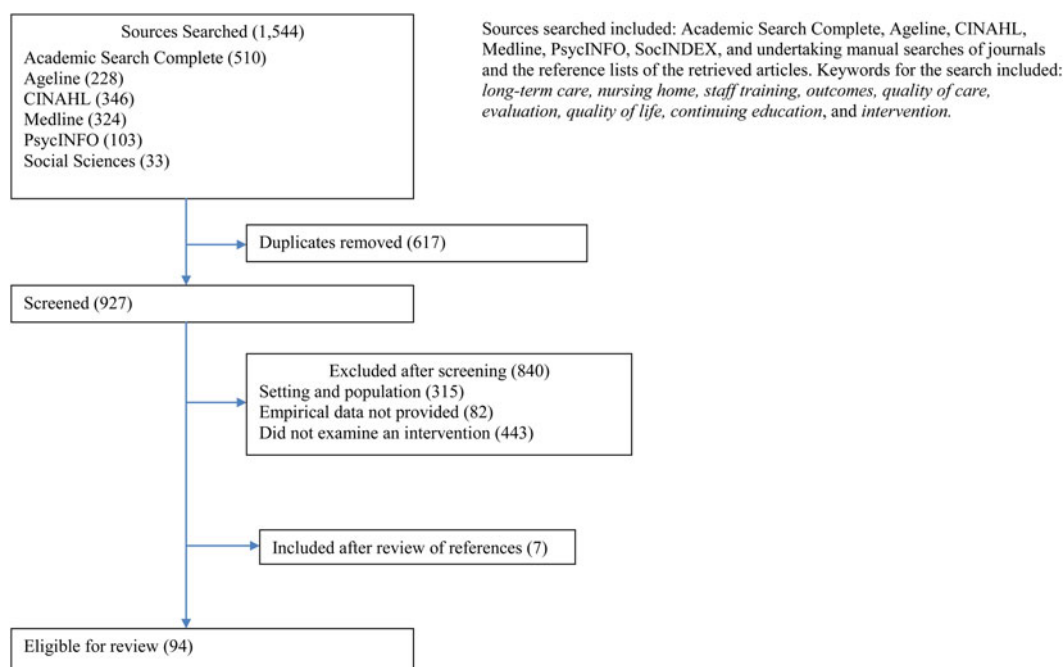 Sources Searched (1,544)
Academic Search Complete (510)
Ageline (228)
CINAHL (346)
Medline (324)
PsycINFO (103)
Social Sciences (33)
Sources searched included: Academic Search Complete, Ageline, CINAHL,
Medline, PsycINFO, SocINDEX, and undertaking manual searches of journals
and the reference lists of the retrieved articles. Keywords for the search included:
long-term care, nursing home, staff training, outcomes, quality of care,
evaluation, quality of life, continuing education, and intervention.
Duplicates removed (617)
Screened (927)
Excluded after screening (840)
Setting and population (315)
Empirical data not provided (82)
Did not examine an intervention (443)
Included after review of references (7)
Eligible for review (94)